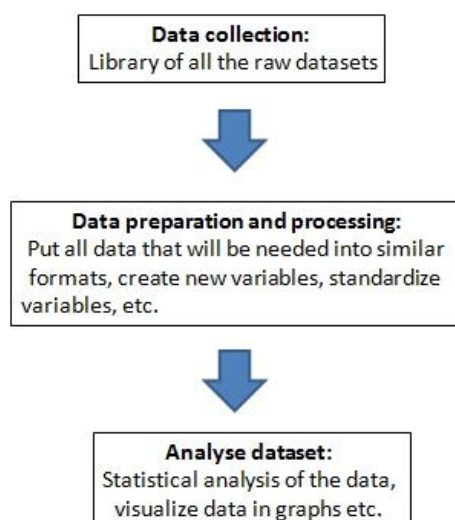 Data collection:
Library of all the raw datasets
Data preparation and processing:
Put all data that will be needed into similar
formats, create new variables, standardize
variables, etc.
Analyse dataset:
Statistical analysis of the data,
visualize data in graphs etc.